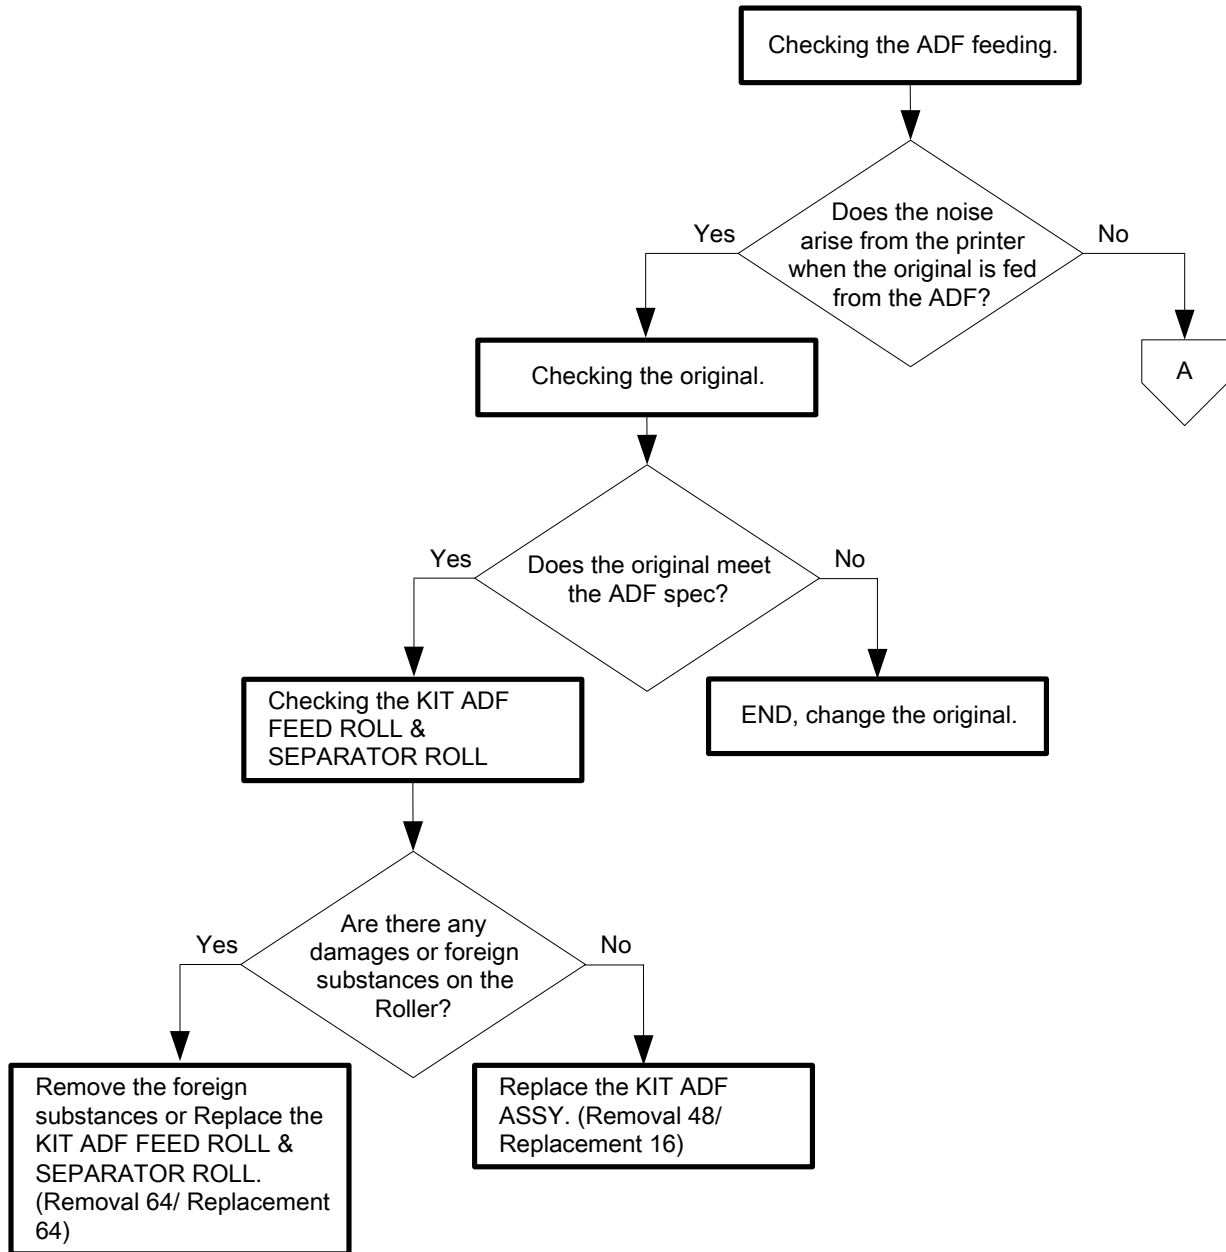 Checking the ADF feeding.
Does the noise
arise from the printer
when the original is fed
from the ADF?
Yes
No
Checking the original.
A
Does the original meet
the ADF spec?
Yes
No
Checking the KIT ADF
FEED ROLL &
SEPARATOR ROLL
END, change the original.
Are there any
damages or foreign
substances on the
Roller?
Yes
No
Remove the foreign
substances or Replace the
KIT ADF FEED ROLL &
SEPARATOR ROLL.
(Removal 64/ Replacement
64)
Replace the KIT ADF
ASSY. (Removal 48/
Replacement 16)